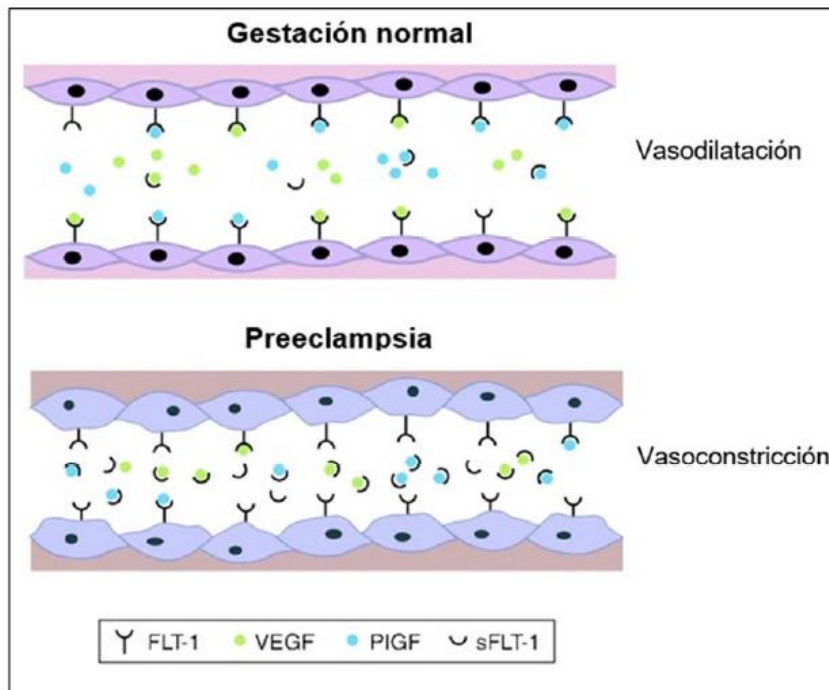 Gestación normal
Vasodilatación
Preeclampsia
Vasoconstricción
FLT-1 VEGF PIGF sFLT-1